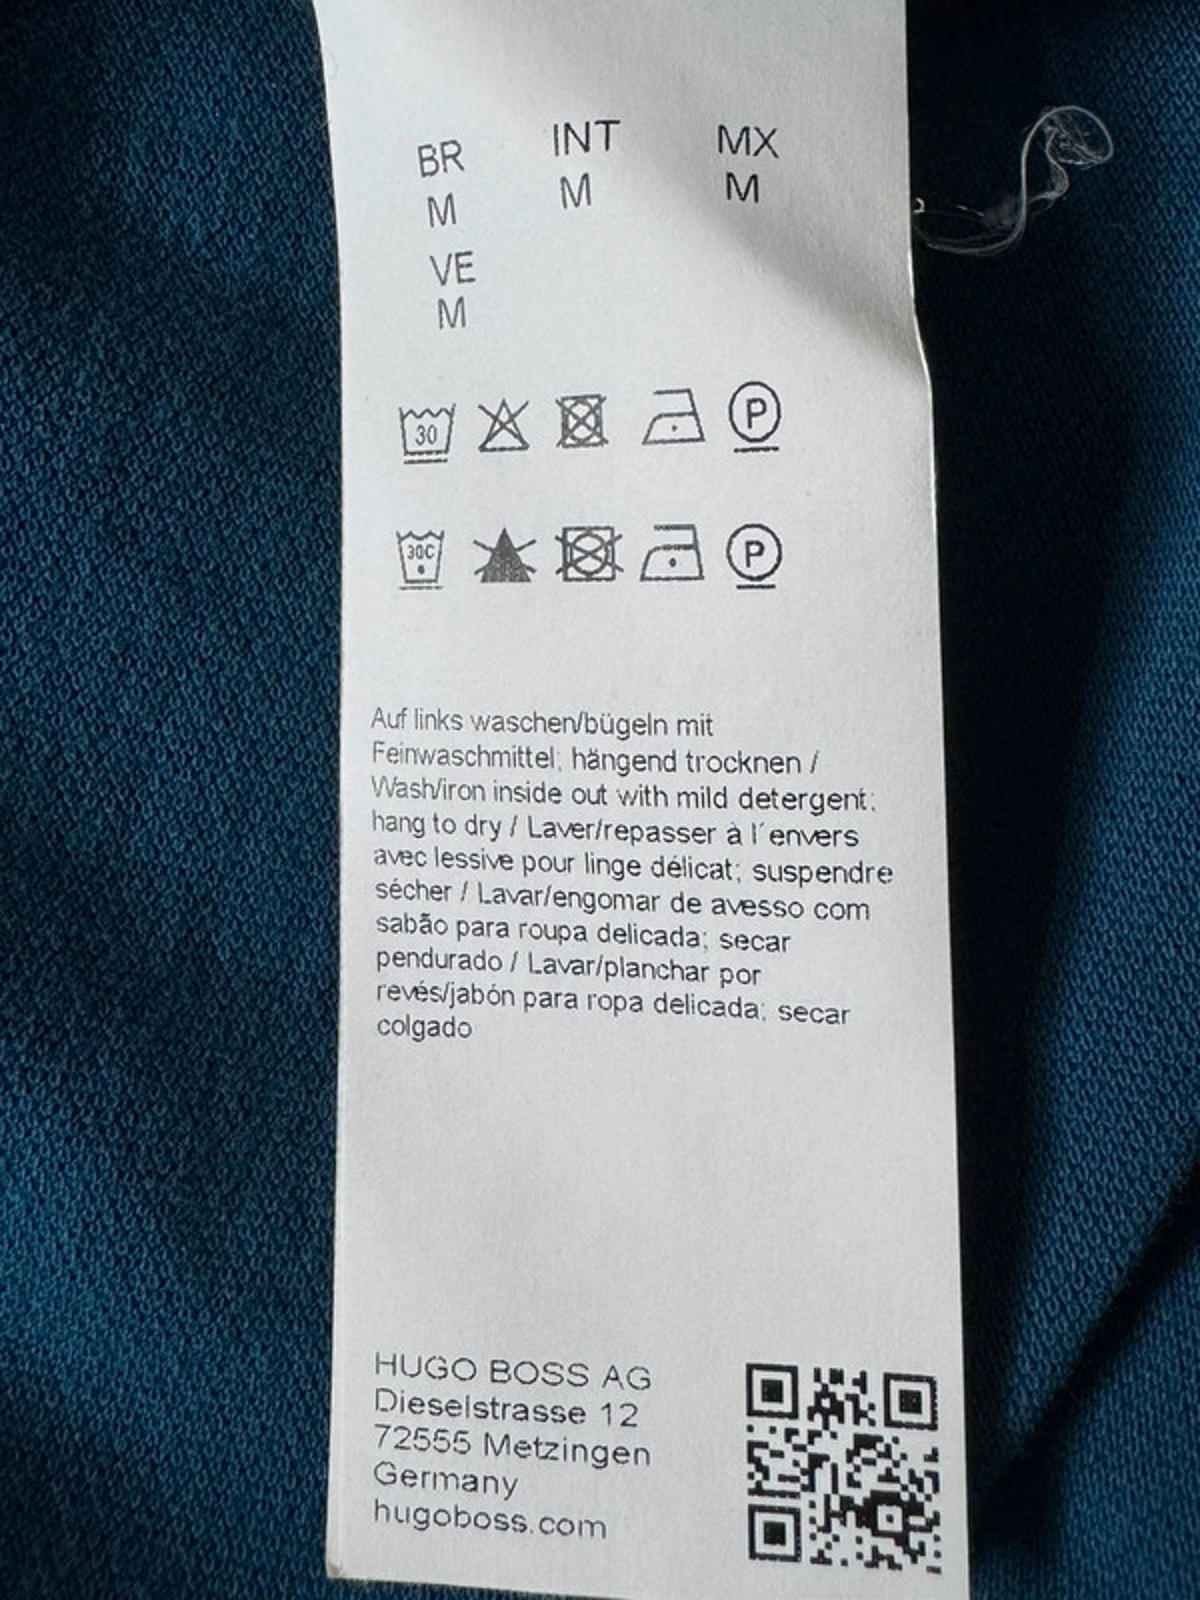 BR INT MX
M M M
VE
M
30 P
30C P
Auf links waschen/bügeln mit
Feinwaschmittel; hängend trocknen /
Wash/iron inside out with mild detergent;
hang to dry / Laver/repasser à l´envers
avec lessive pour linge délicat; suspendre
sécher / Lavar/engomar de avesso com
sabão para roupa delicada; secar
pendurado / Lavar/planchar por
revés/jabón para ropa delicada; secar
colgado
HUGO BOSS AG
Dieselstrasse 12
72555 Metzingen
Germany
hugoboss.com